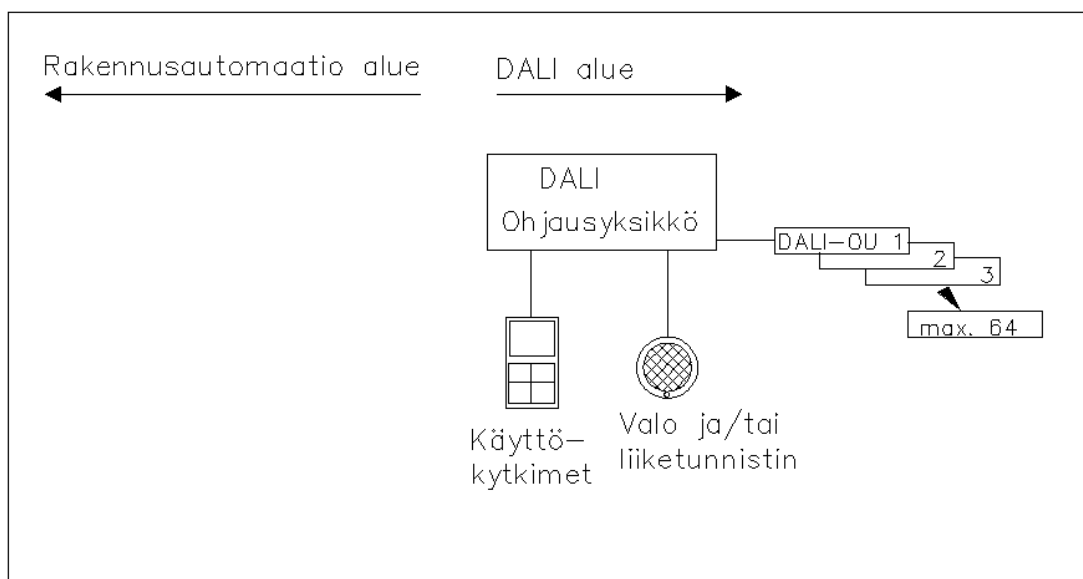 Rakennusautomaatio alue
DALI alue
DALI
Ohjausyksikkö
DALI-OU 1
2
3
max. 64
Käyttö-
kytkimet
Valo ja/tai
liiketunnistin